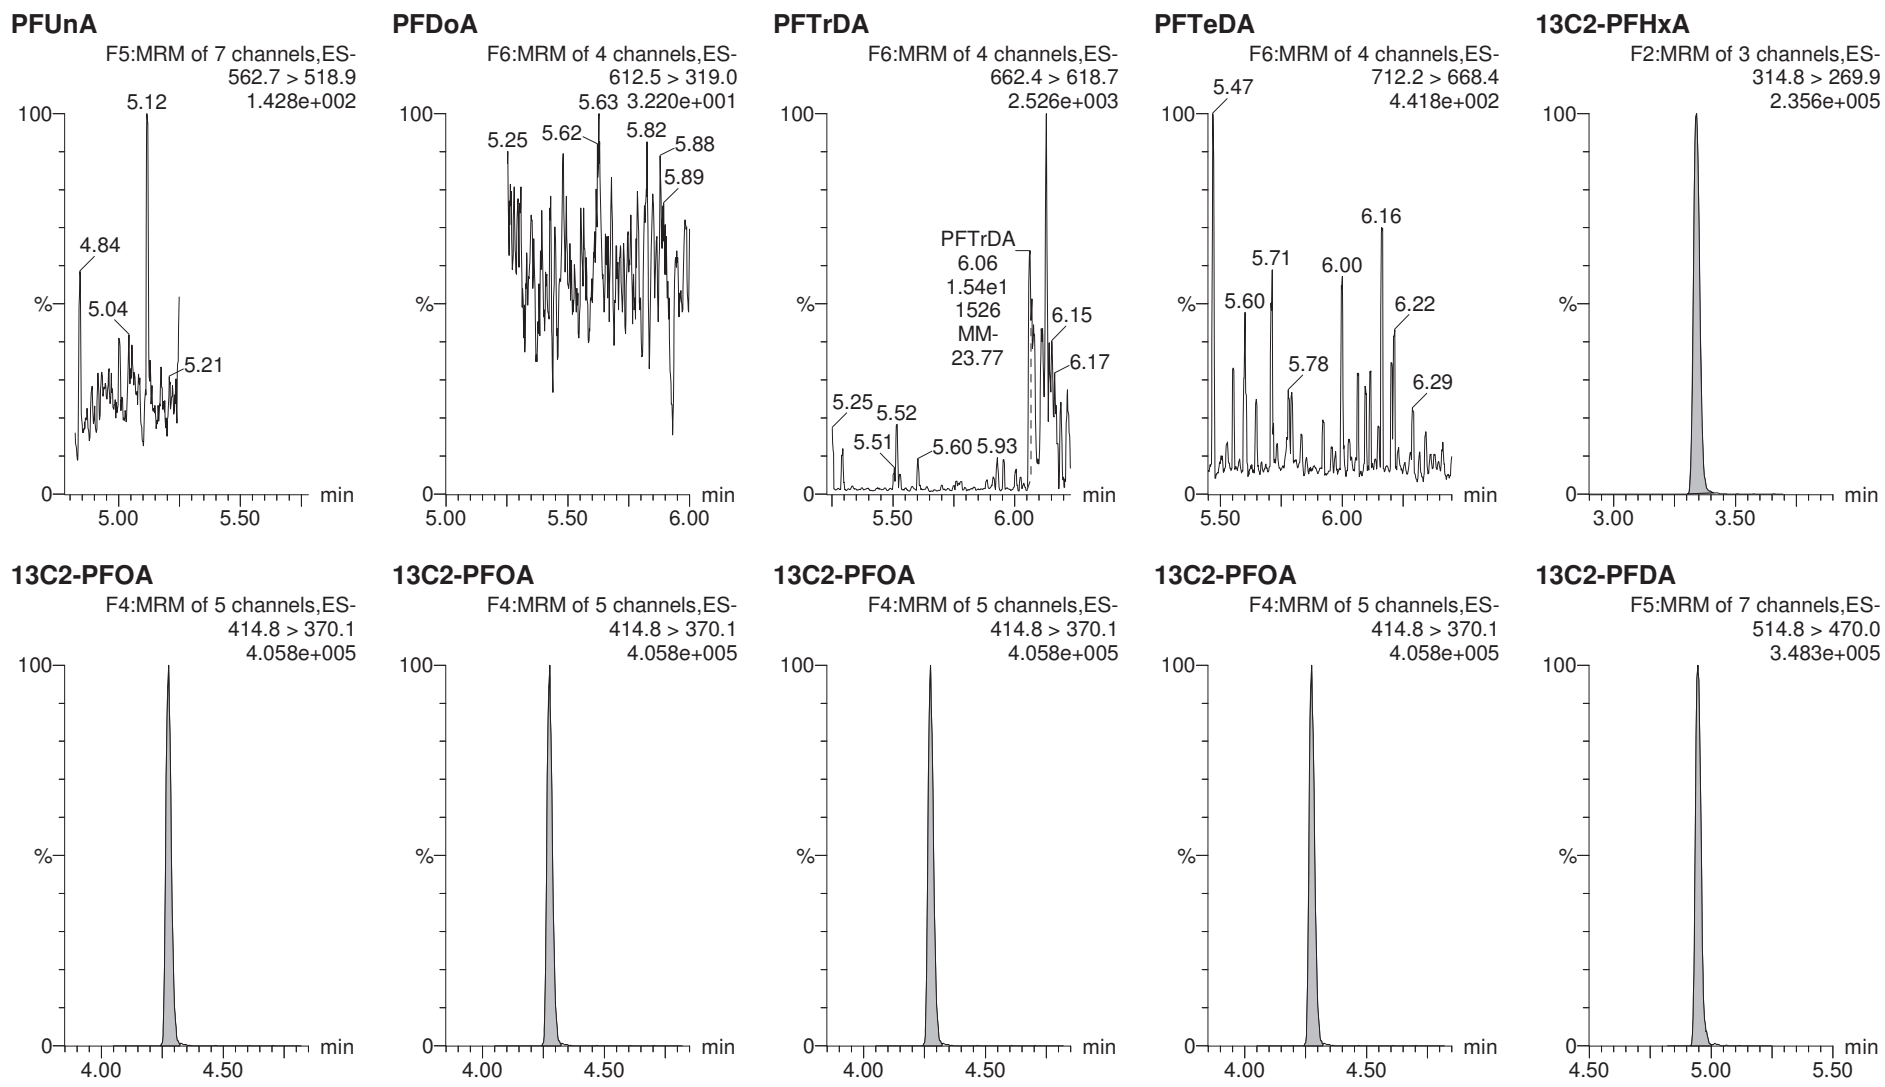 PFUnA
F5:MRM of 7 channels,ES-
562.7 > 518.9
1.428e+002
5.12
100
4.84
5.04
5.21
%
0
min
5.00
5.50
PFDoA
F6:MRM of 4 channels,ES-
612.5 > 319.0
3.220e+001
5.63
100
5.25
5.62
5.82
5.88
5.89
%
0
min
5.00
5.50
6.00
PFTrDA
F6:MRM of 4 channels,ES-
662.4 > 618.7
2.526e+003
100
PFTrDA
6.06
1.54e1
1526
MM-
23.77
6.15
6.17
5.25
5.52
5.51
5.60
5.93
%
0
min
5.50
6.00
PFTeDA
F6:MRM of 4 channels,ES-
712.2 > 668.4
4.418e+002
5.47
100
6.16
5.71
6.00
5.60
6.22
5.78
6.29
%
0
min
5.50
6.00
13C2-PFHxA
F2:MRM of 3 channels,ES-
314.8 > 269.9
2.356e+005
100
%
0
min
3.00
3.50
13C2-PFOA
F4:MRM of 5 channels,ES-
414.8 > 370.1
4.058e+005
100
%
0
min
4.00
4.50
13C2-PFOA
F4:MRM of 5 channels,ES-
414.8 > 370.1
4.058e+005
100
%
0
min
4.00
4.50
13C2-PFOA
F4:MRM of 5 channels,ES-
414.8 > 370.1
4.058e+005
100
%
0
min
4.00
4.50
13C2-PFOA
F4:MRM of 5 channels,ES-
414.8 > 370.1
4.058e+005
100
%
0
min
4.00
4.50
13C2-PFDA
F5:MRM of 7 channels,ES-
514.8 > 470.0
3.483e+005
100
%
0
min
4.50
5.00
5.50